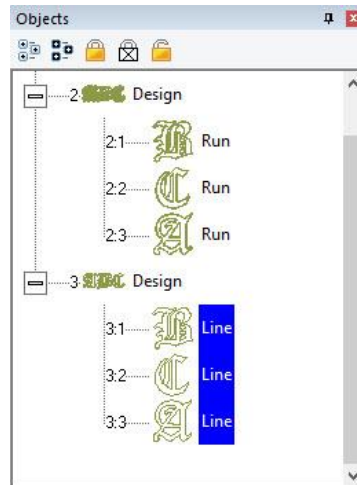 Objects
2 Design
2:1 B Run
2:2 C Run
2:3 A Run
3 ABC Design
3:1 B Line
3:2 C Line
3:3 A Line